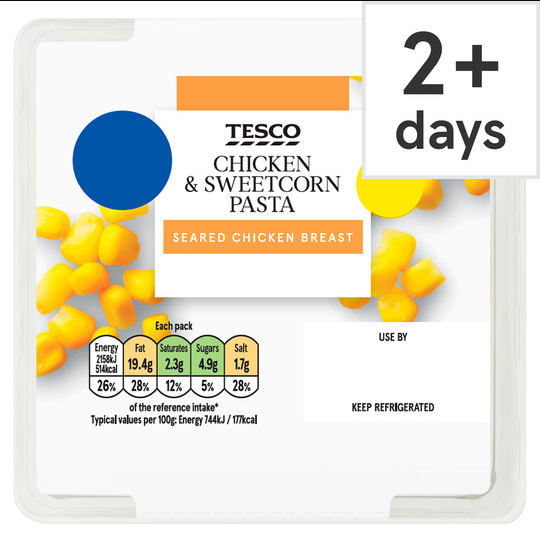 2+
days
TESCO
CHICKEN
& SWEETCORN
PASTA
SEARED CHICKEN BREAST
Each pack
Energy Fat Saturates Sugars Salt
2158kJ
514kcal 19.4g 2.3g 4.9g 1.7g
26% 28% 12% 5% 28%
of the reference intake*
Typical values per 100g: Energy 744kJ / 177kcal
USE BY
KEEP REFRIGERATED